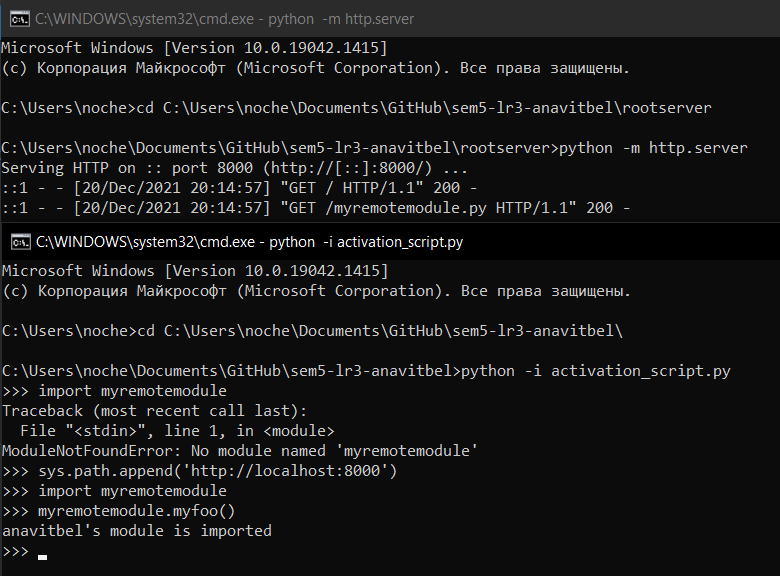 C:\WINDOWS\system32\cmd.exe - python -m http.server
Microsoft Windows [Version 10.0.19042.1415]
(c) Корпорация Майкрософт (Microsoft Corporation). Все права защищены.
C:\Users\noche>cd C:\Users\noche\Documents\GitHub\sem5-lr3-anavitbel\rootserver
C:\Users\noche\Documents\GitHub\sem5-lr3-anavitbel\rootserver>python -m http.server
Serving HTTP on :: port 8000 (http://[::]:8000/) ...
::1 - - [20/Dec/2021 20:14:57] "GET / HTTP/1.1" 200 -
::1 - - [20/Dec/2021 20:14:57] "GET /myremotemodule.py HTTP/1.1" 200 -
C:\WINDOWS\system32\cmd.exe - python -i activation_script.py
Microsoft Windows [Version 10.0.19042.1415]
(c) Корпорация Майкрософт (Microsoft Corporation). Все права защищены.
C:\Users\noche>cd C:\Users\noche\Documents\GitHub\sem5-lr3-anavitbel\
C:\Users\noche\Documents\GitHub\sem5-lr3-anavitbel>python -i activation_script.py
>>> import myremotemodule
Traceback (most recent call last):
  File "<stdin>", line 1, in <module>
ModuleNotFoundError: No module named 'myremotemodule'
>>> sys.path.append('http://localhost:8000')
>>> import myremotemodule
>>> myremotemodule.myfoo()
anavitbel's module is imported
>>>